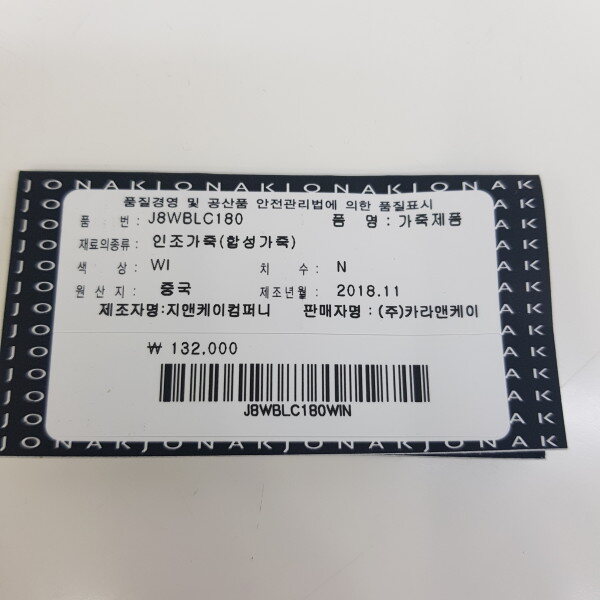 JONAKJONAKJONAKJONAK
품질경영 및 공산품 안전관리법에 의한 품질표시
품 번: J8WBLC180 품 명: 가죽제품
재료의종류: 인조가죽(합성가죽)
색 상: WI 치 수: N
원 산 지: 중국 제조년월: 2018.11
제조자명:지앤케이컴퍼니 판매자명: (주)카라앤케이
₩ 132,000
J8WBLC180WIN
JONAKJONAKJONAKJONAK